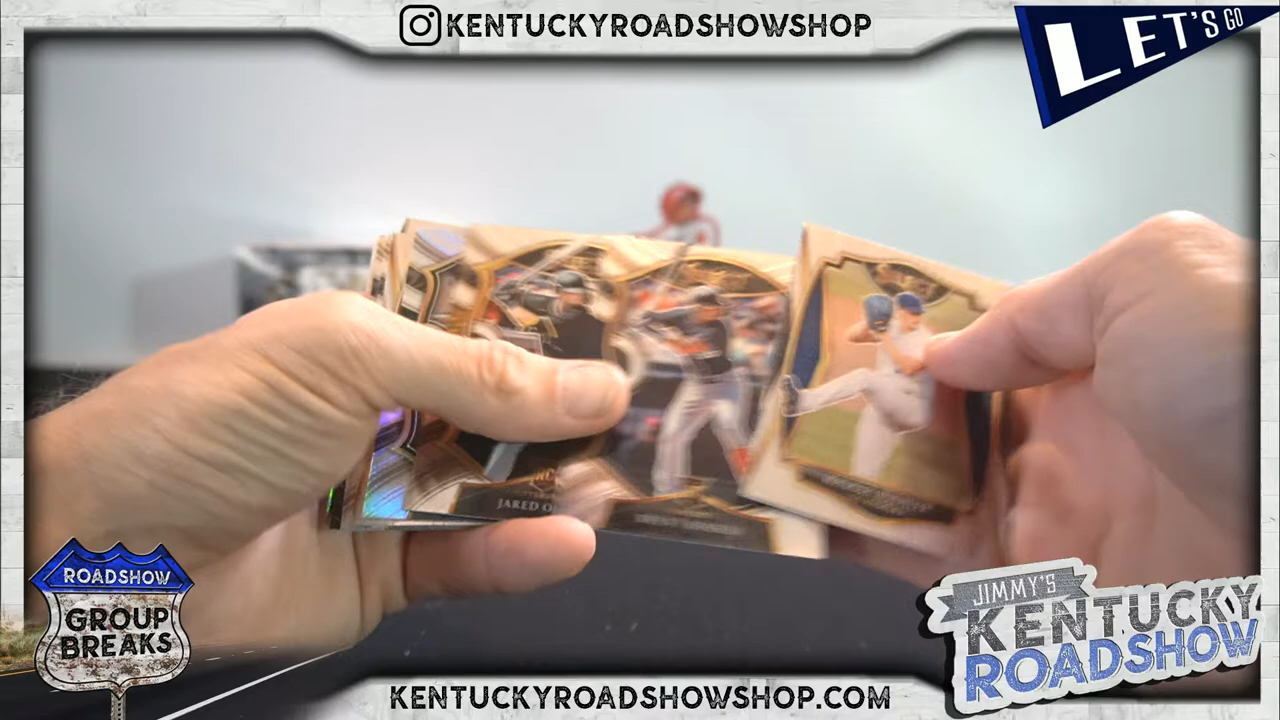 KENTUCKYROADSHOWSHOP
LET'S GO
JARED O
ROADSHOW
GROUP
BREAKS
JIMMY'S
KENTUCKY
ROADSHOW
KENTUCKYROADSHOWSHOP.COM